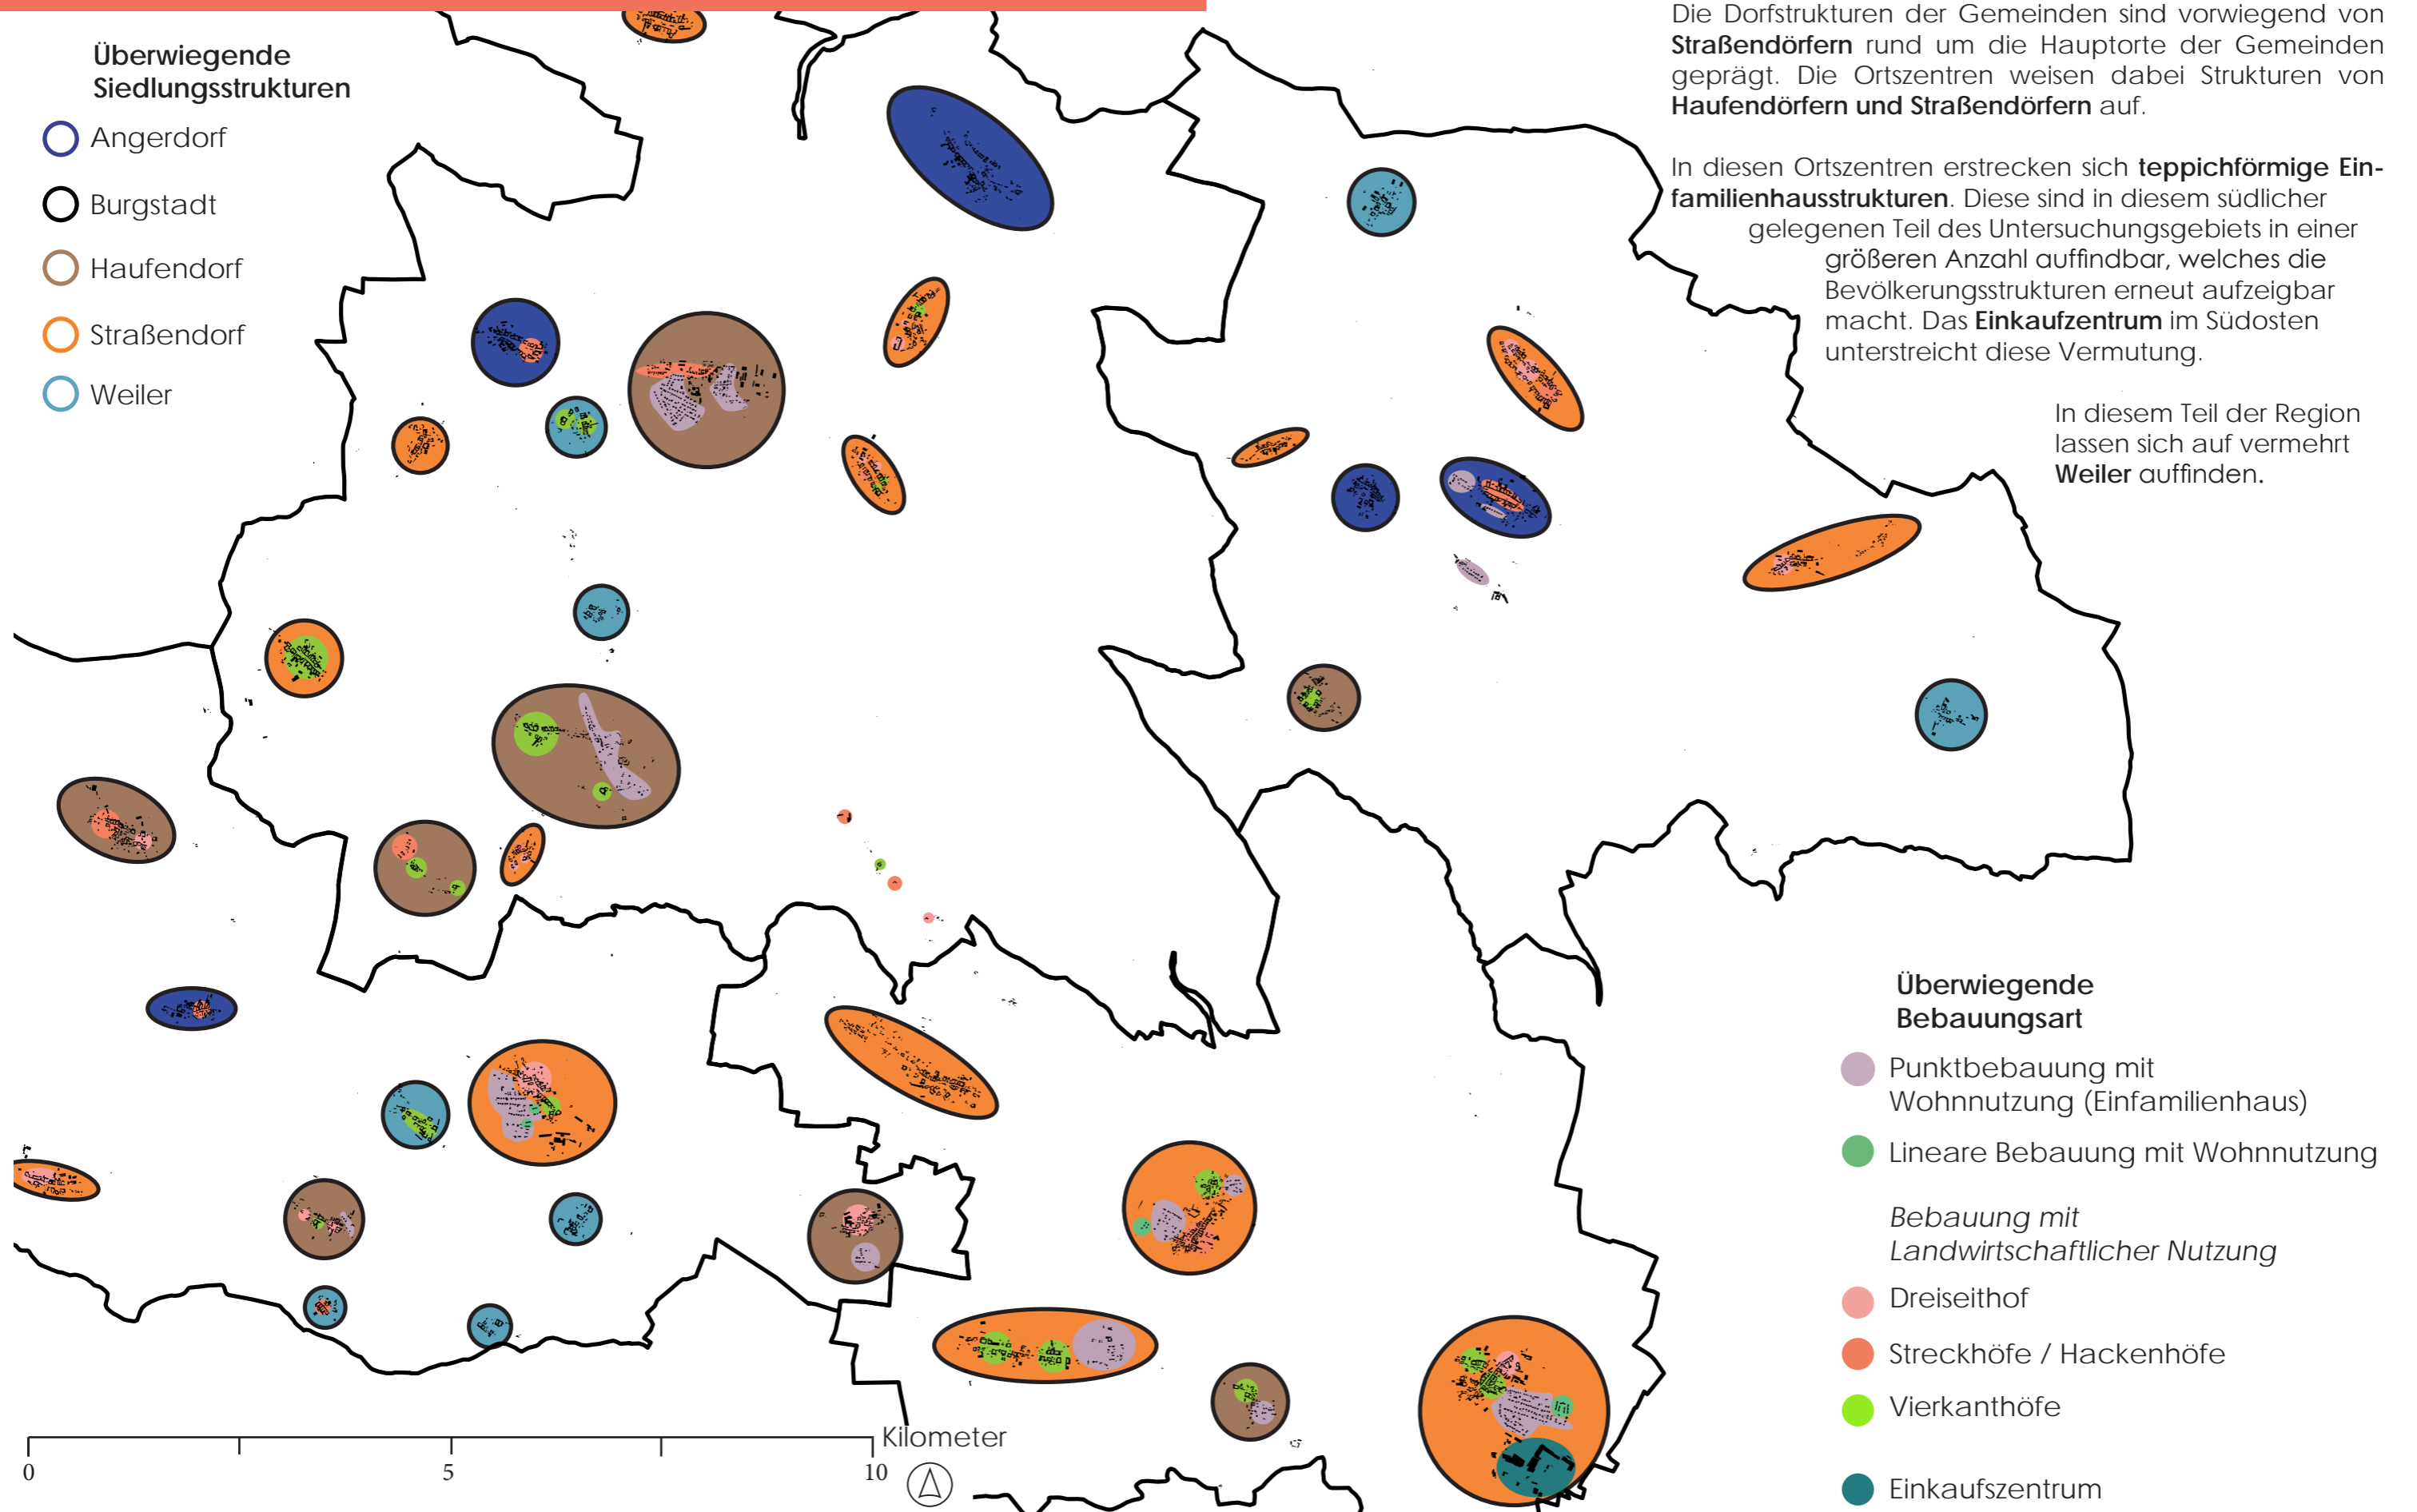 Überwiegende
Siedlungsstrukturen
Angerdorf
Burgstadt
Haufendorf
Straßendorf
Weiler
Die Dorfstrukturen der Gemeinden sind vorwiegend von
Straßendörfern rund um die Hauptorte der Gemeinden
geprägt. Die Ortszentren weisen dabei Strukturen von
Haufendörfern und Straßendörfern auf.
In diesen Ortszentren erstrecken sich teppichförmige Ein-
familienhausstrukturen. Diese sind in diesem südlicher
gelegenen Teil des Untersuchungsgebiets in einer
größeren Anzahl auffindbar, welches die
Bevölkerungsstrukturen erneut aufzeigbar
macht. Das Einkaufzentrum im Südosten
unterstreicht diese Vermutung.
In diesem Teil der Region
lassen sich auf vermehrt
Weiler auffinden.
Überwiegende
Bebauungsart
Punktbebauung mit
Wohnnutzung (Einfamilienhaus)
Lineare Bebauung mit Wohnnutzung
Bebauung mit
Landwirtschaftlicher Nutzung
Dreiseithof
Streckhöfe / Hackenhöfe
Vierkanthöfe
Einkaufszentrum
Kilometer
0 5 10